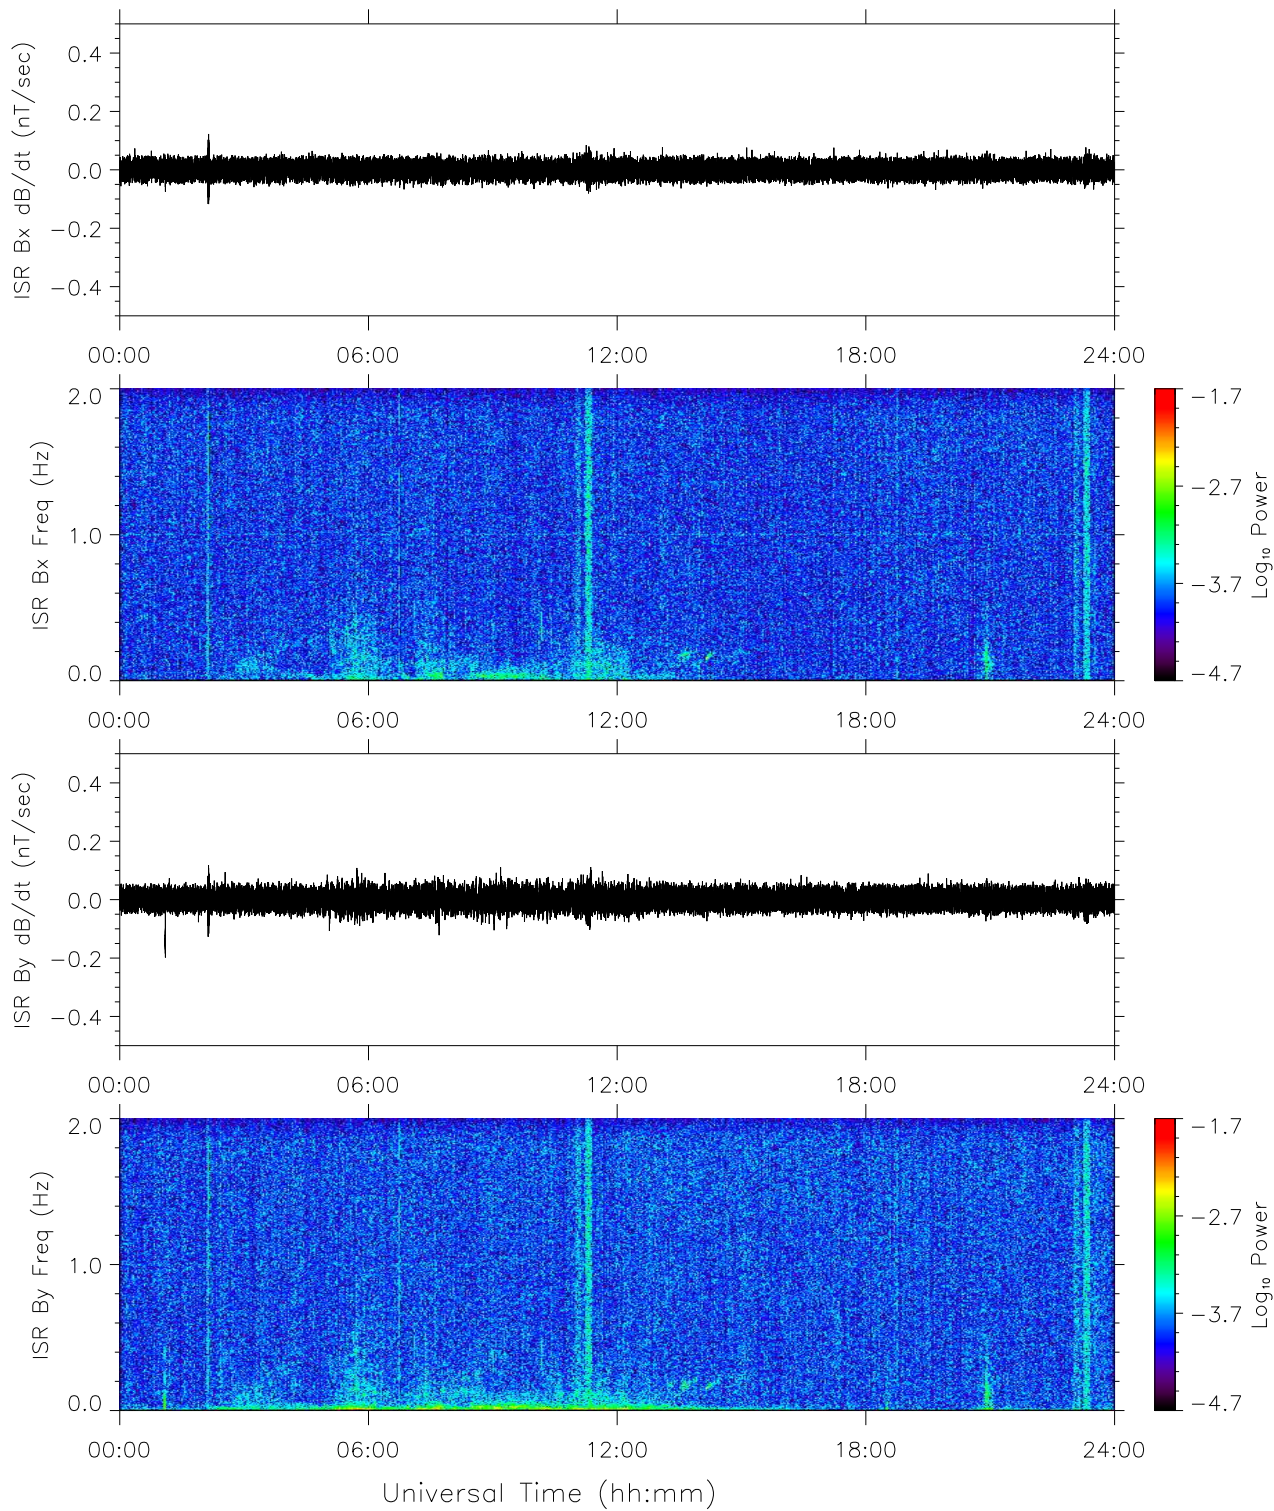 ISR Bx dB/dt (nT/sec)
0.4
0.2
0.0
−0.2
−0.4
00:00 06:00 12:00 18:00 24:00
ISR Bx Freq (Hz)
2.0
1.0
0.0
−1.7
−2.7
−3.7
−4.7
Log₁₀ Power
00:00 06:00 12:00 18:00 24:00
ISR By dB/dt (nT/sec)
0.4
0.2
0.0
−0.2
−0.4
00:00 06:00 12:00 18:00 24:00
ISR By Freq (Hz)
2.0
1.0
0.0
−1.7
−2.7
−3.7
−4.7
Log₁₀ Power
00:00 06:00 12:00 18:00 24:00
Universal Time (hh:mm)